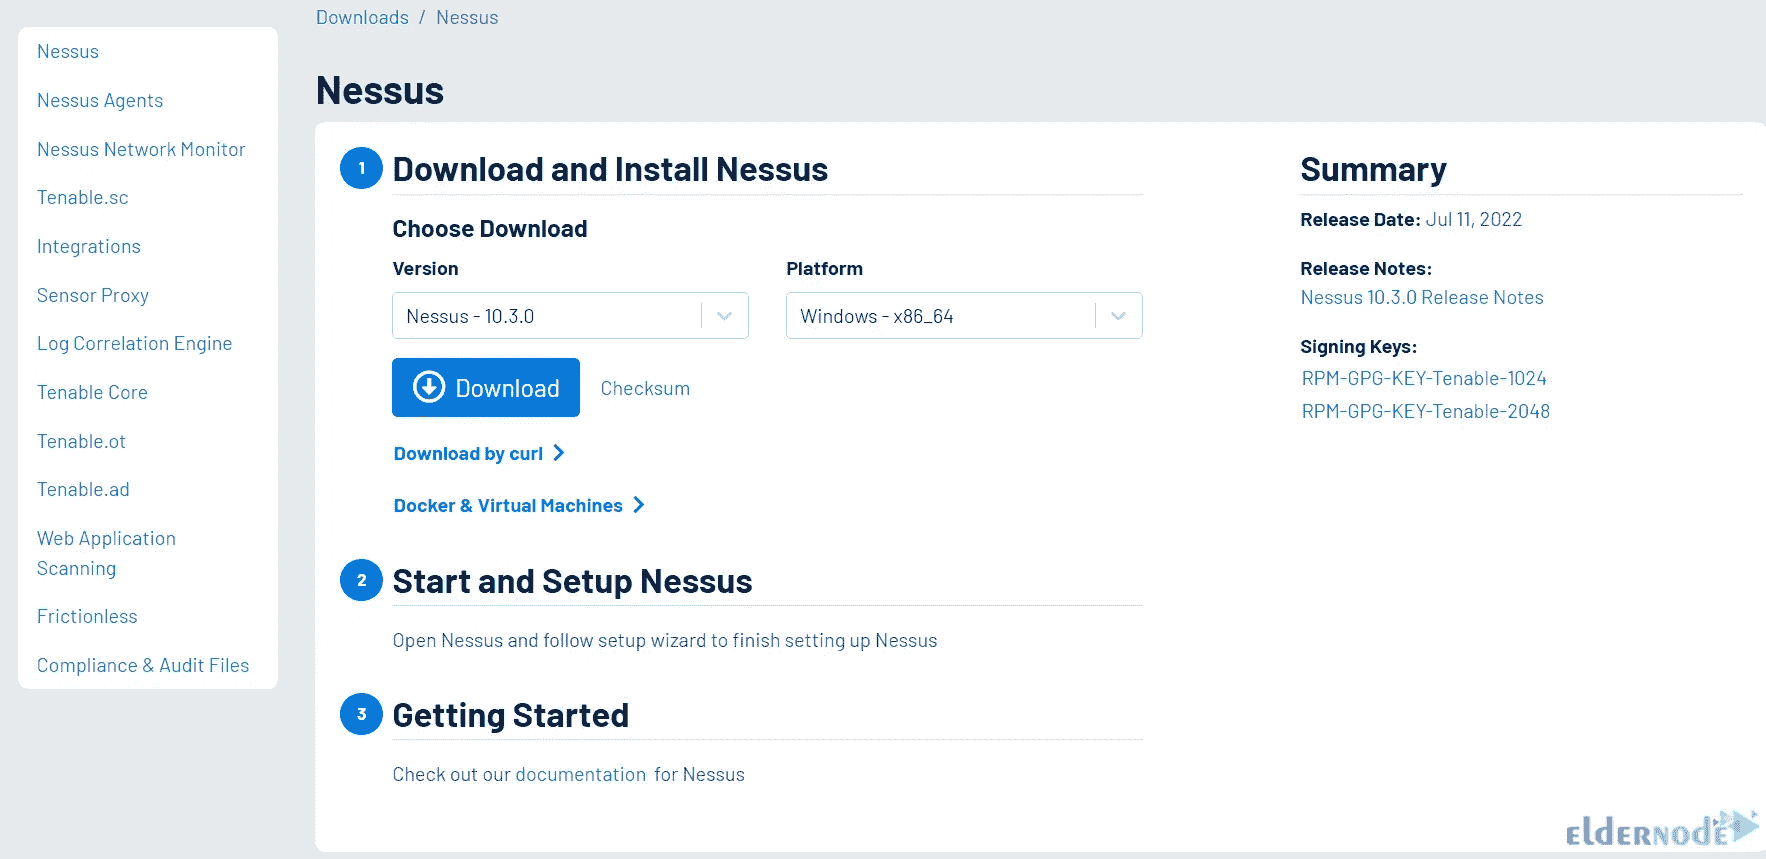 Downloads / Nessus
Nessus
Nessus Agents
Nessus Network Monitor
Tenable.sc
Integrations
Sensor Proxy
Log Correlation Engine
Tenable Core
Tenable.ot
Tenable.ad
Web Application
Scanning
Frictionless
Compliance & Audit Files
Nessus
1 Download and Install Nessus
Choose Download
Version
Nessus - 10.3.0
Platform
Windows - x86_64
Download
Checksum
Download by curl
Docker & Virtual Machines
2 Start and Setup Nessus
Open Nessus and follow setup wizard to finish setting up Nessus
3 Getting Started
Check out our documentation for Nessus
Summary
Release Date: Jul 11, 2022
Release Notes:
Nessus 10.3.0 Release Notes
Signing Keys:
RPM-GPG-KEY-Tenable-1024
RPM-GPG-KEY-Tenable-2048
ELDERNODE